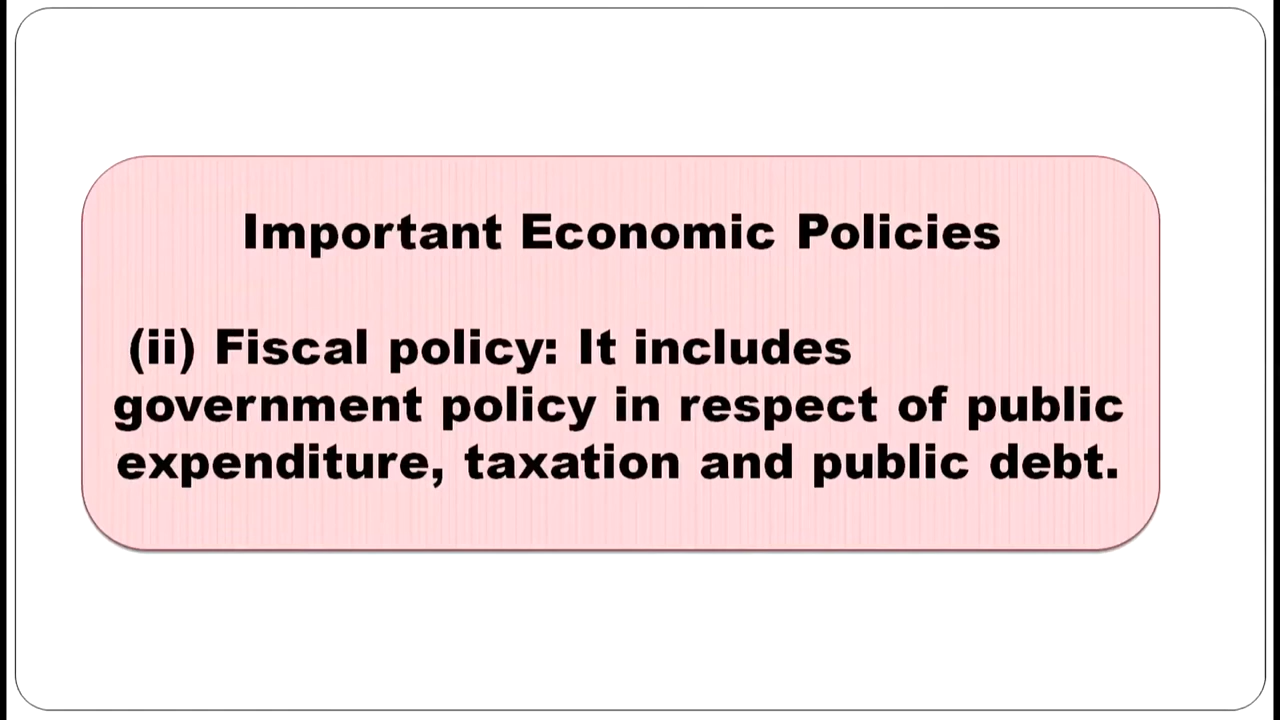 Important Economic Policies
(ii) Fiscal policy: It includes
government policy in respect of public
expenditure, taxation and public debt.